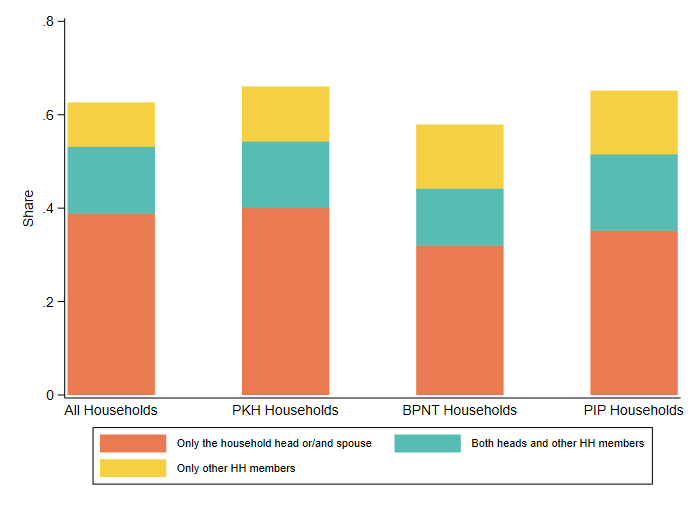 .8
.6
.4
.2
0
Share
All Households PKH Households BPNT Households PIP Households
Only the household head or/and spouse Both heads and other HH members
Only other HH members